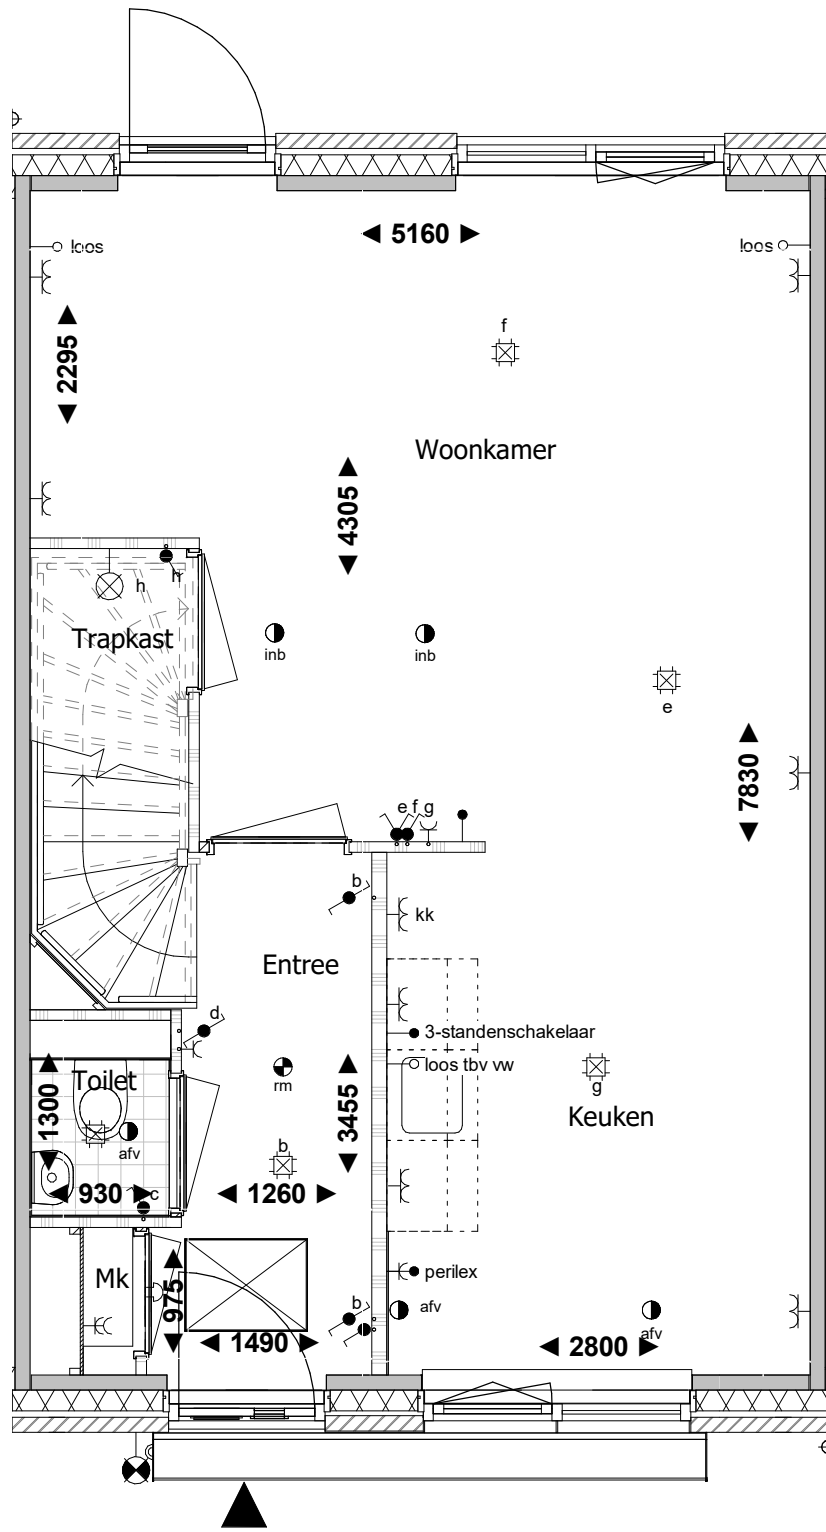 5160
loos
loos
f
2295
Woonkamer
4305
h
h
Trapkast
inb
inb
e
7830
e f g
b
kk
Entree
d
3-standenschakelaar
loos tbv vw
rm
g
Toilet
1300
3455
Keuken
afv
b
930
c
1260
Mk
975
perilex
b
afv
afv
1490
2800